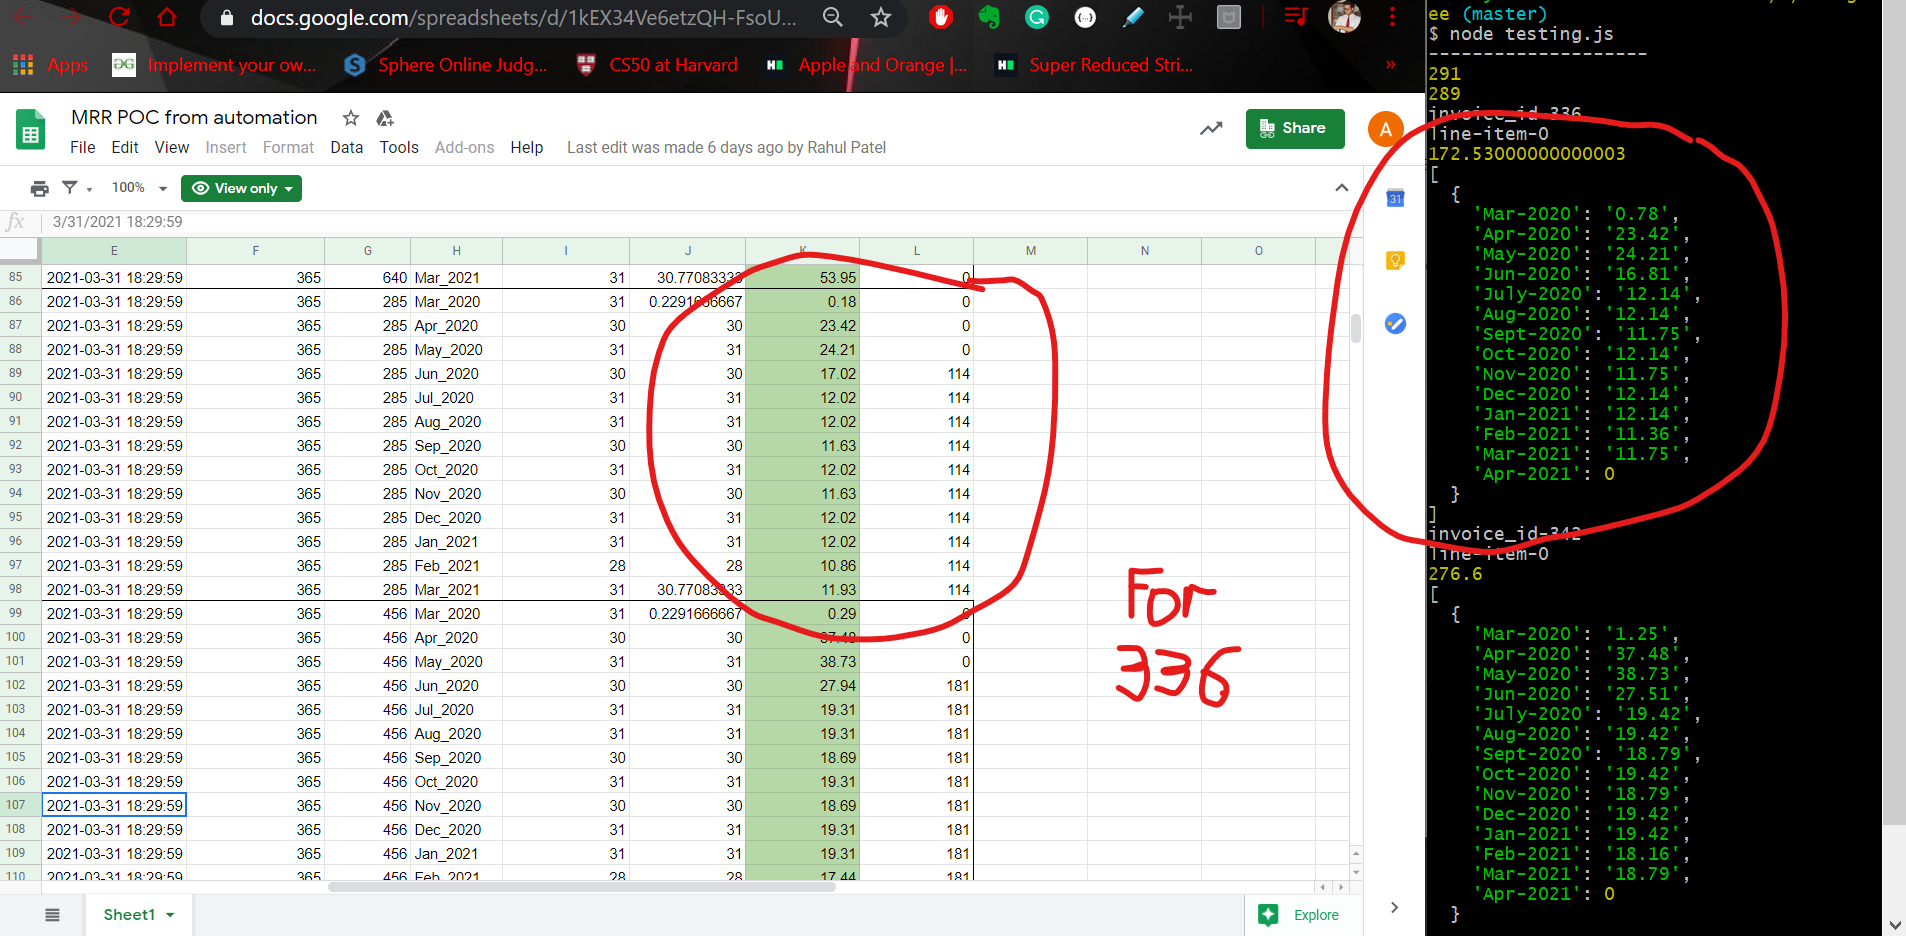 docs.google.com/spreadsheets/d/1kEX34Ve6etzQH-FsoU...
Apps Implement your ow... Sphere Online Judg... CS50 at Harvard Apple and Orange |... Super Reduced Stri... »
MRR POC from automation
File Edit View Insert Format Data Tools Add-ons Help Last edit was made 6 days ago by Rahul Patel
Share
A
100% View only
31
fx 3/31/2021 18:29:59
E F G H I J K L M N O
85 2021-03-31 18:29:59 365 640 Mar_2021 31 30.77083333 53.95 0
86 2021-03-31 18:29:59 365 285 Mar_2020 31 0.2291666667 0.18 0
87 2021-03-31 18:29:59 365 285 Apr_2020 30 30 23.42 0
88 2021-03-31 18:29:59 365 285 May_2020 31 31 24.21 0
89 2021-03-31 18:29:59 365 285 Jun_2020 30 30 17.02 114
90 2021-03-31 18:29:59 365 285 Jul_2020 31 31 12.02 114
91 2021-03-31 18:29:59 365 285 Aug_2020 31 31 12.02 114
92 2021-03-31 18:29:59 365 285 Sep_2020 30 30 11.63 114
93 2021-03-31 18:29:59 365 285 Oct_2020 31 31 12.02 114
94 2021-03-31 18:29:59 365 285 Nov_2020 30 30 11.63 114
95 2021-03-31 18:29:59 365 285 Dec_2020 31 31 12.02 114
96 2021-03-31 18:29:59 365 285 Jan_2021 31 31 12.02 114
97 2021-03-31 18:29:59 365 285 Feb_2021 28 28 10.86 114
98 2021-03-31 18:29:59 365 285 Mar_2021 31 30.77083333 11.93 114
99 2021-03-31 18:29:59 365 456 Mar_2020 31 0.2291666667 0.29 0
100 2021-03-31 18:29:59 365 456 Apr_2020 30 30 37.48 0
101 2021-03-31 18:29:59 365 456 May_2020 31 31 38.73 0
102 2021-03-31 18:29:59 365 456 Jun_2020 30 30 27.94 181
103 2021-03-31 18:29:59 365 456 Jul_2020 31 31 19.31 181
104 2021-03-31 18:29:59 365 456 Aug_2020 31 31 19.31 181
105 2021-03-31 18:29:59 365 456 Sep_2020 30 30 18.69 181
106 2021-03-31 18:29:59 365 456 Oct_2020 31 31 19.31 181
107 2021-03-31 18:29:59 365 456 Nov_2020 30 30 18.69 181
108 2021-03-31 18:29:59 365 456 Dec_2020 31 31 19.31 181
109 2021-03-31 18:29:59 365 456 Jan_2021 31 31 19.31 181
110 2021-03-31 18:29:59 365 456 Feb_2021 28 28 17.44 181
For
336
Sheet1
Explore
ee (master)
$ node testing.js
--------------------
291
289
invoice_id-336
line-item-0
172.53000000000003
[
{
'Mar-2020': '0.78',
'Apr-2020': '23.42',
'May-2020': '24.21',
'Jun-2020': '16.81',
'July-2020': '12.14',
'Aug-2020': '12.14',
'Sept-2020': '11.75',
'Oct-2020': '12.14',
'Nov-2020': '11.75',
'Dec-2020': '12.14',
'Jan-2021': '12.14',
'Feb-2021': '11.36',
'Mar-2021': '11.75',
'Apr-2021': 0
}
]
invoice_id-342
line-item-0
276.6
[
{
'Mar-2020': '1.25',
'Apr-2020': '37.48',
'May-2020': '38.73',
'Jun-2020': '27.51',
'July-2020': '19.42',
'Aug-2020': '19.42',
'Sept-2020': '18.79',
'Oct-2020': '19.42',
'Nov-2020': '18.79',
'Dec-2020': '19.42',
'Jan-2021': '19.42',
'Feb-2021': '18.16',
'Mar-2021': '18.79',
'Apr-2021': 0
}